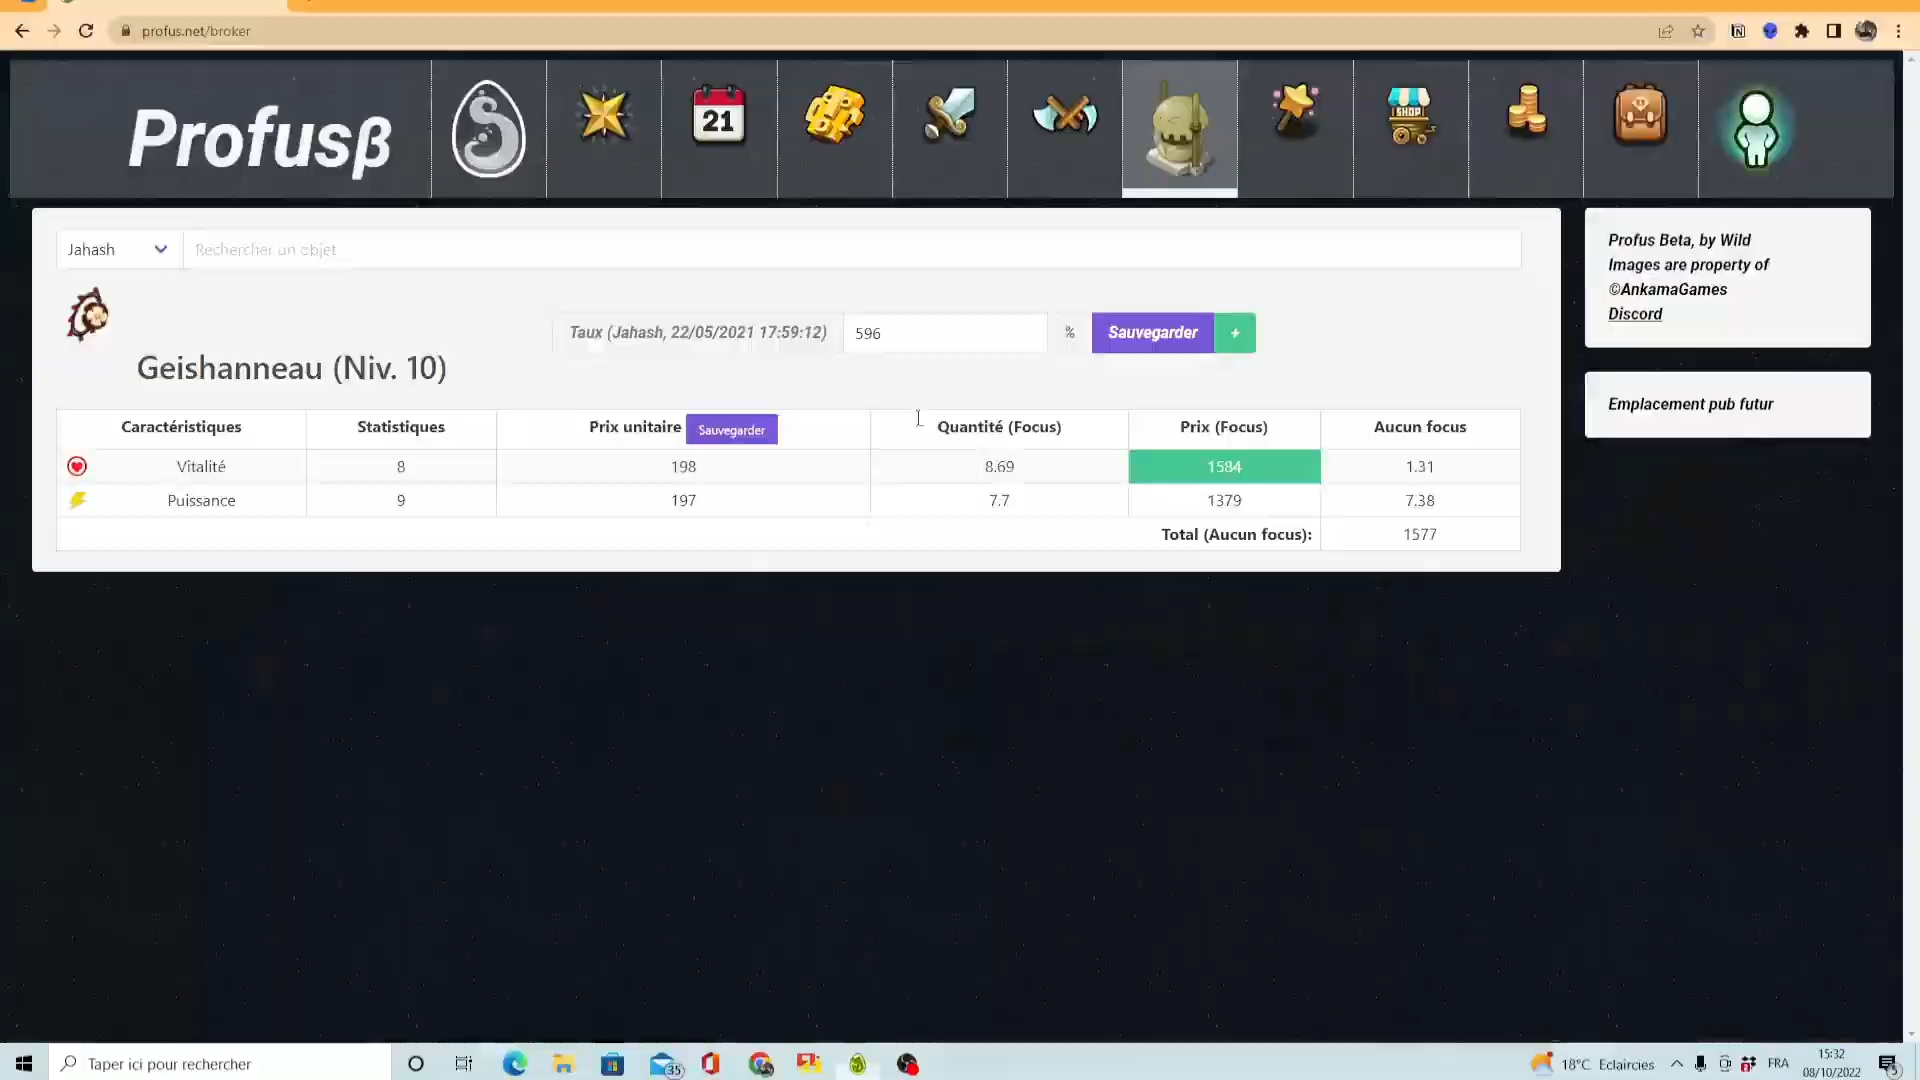 profus.net/broker
Profusβ
21
SHOP
Jahash
Rechercher un objet
Profus Beta, by Wild
Images are property of
©AnkamaGames
Discord
Taux (Jahash, 22/05/2021 17:59:12)
596
%
Sauvegarder
+
Geishanneau (Niv. 10)
Emplacement pub futur
Caractéristiques Statistiques Prix unitaire Sauvegarder Quantité (Focus) Prix (Focus) Aucun focus
Vitalité 8 198 8.69 1584 1.31
Puissance 9 197 7.7 1379 7.38
Total (Aucun focus): 1577
Taper ici pour rechercher
35
18°C Eclaircies
FRA
15:32
08/10/2022
5